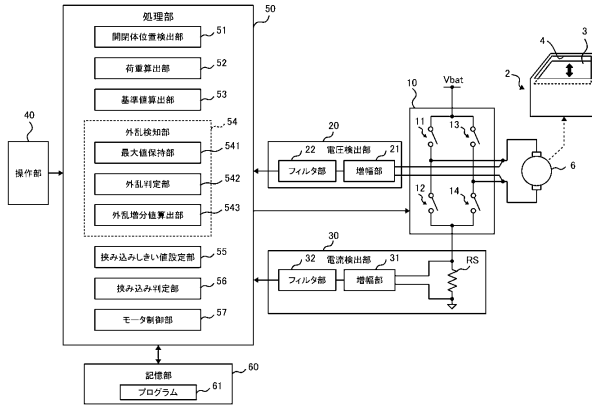 処理部
50
開閉体位置検出部
51
荷重算出部
52
基準値算出部
53
外乱検知部
54
最大値保持部
541
外乱判定部
542
外乱増分値算出部
543
挟み込みしきい値設定部
55
挟み込み判定部
56
モータ制御部
57
40
操作部
60
記憶部
プログラム
61
20
電圧検出部
22
21
フィルタ部
増幅部
30
電流検出部
32
31
フィルタ部
増幅部
RS
Vbat
10
11
13
12
14
2
4
3
6